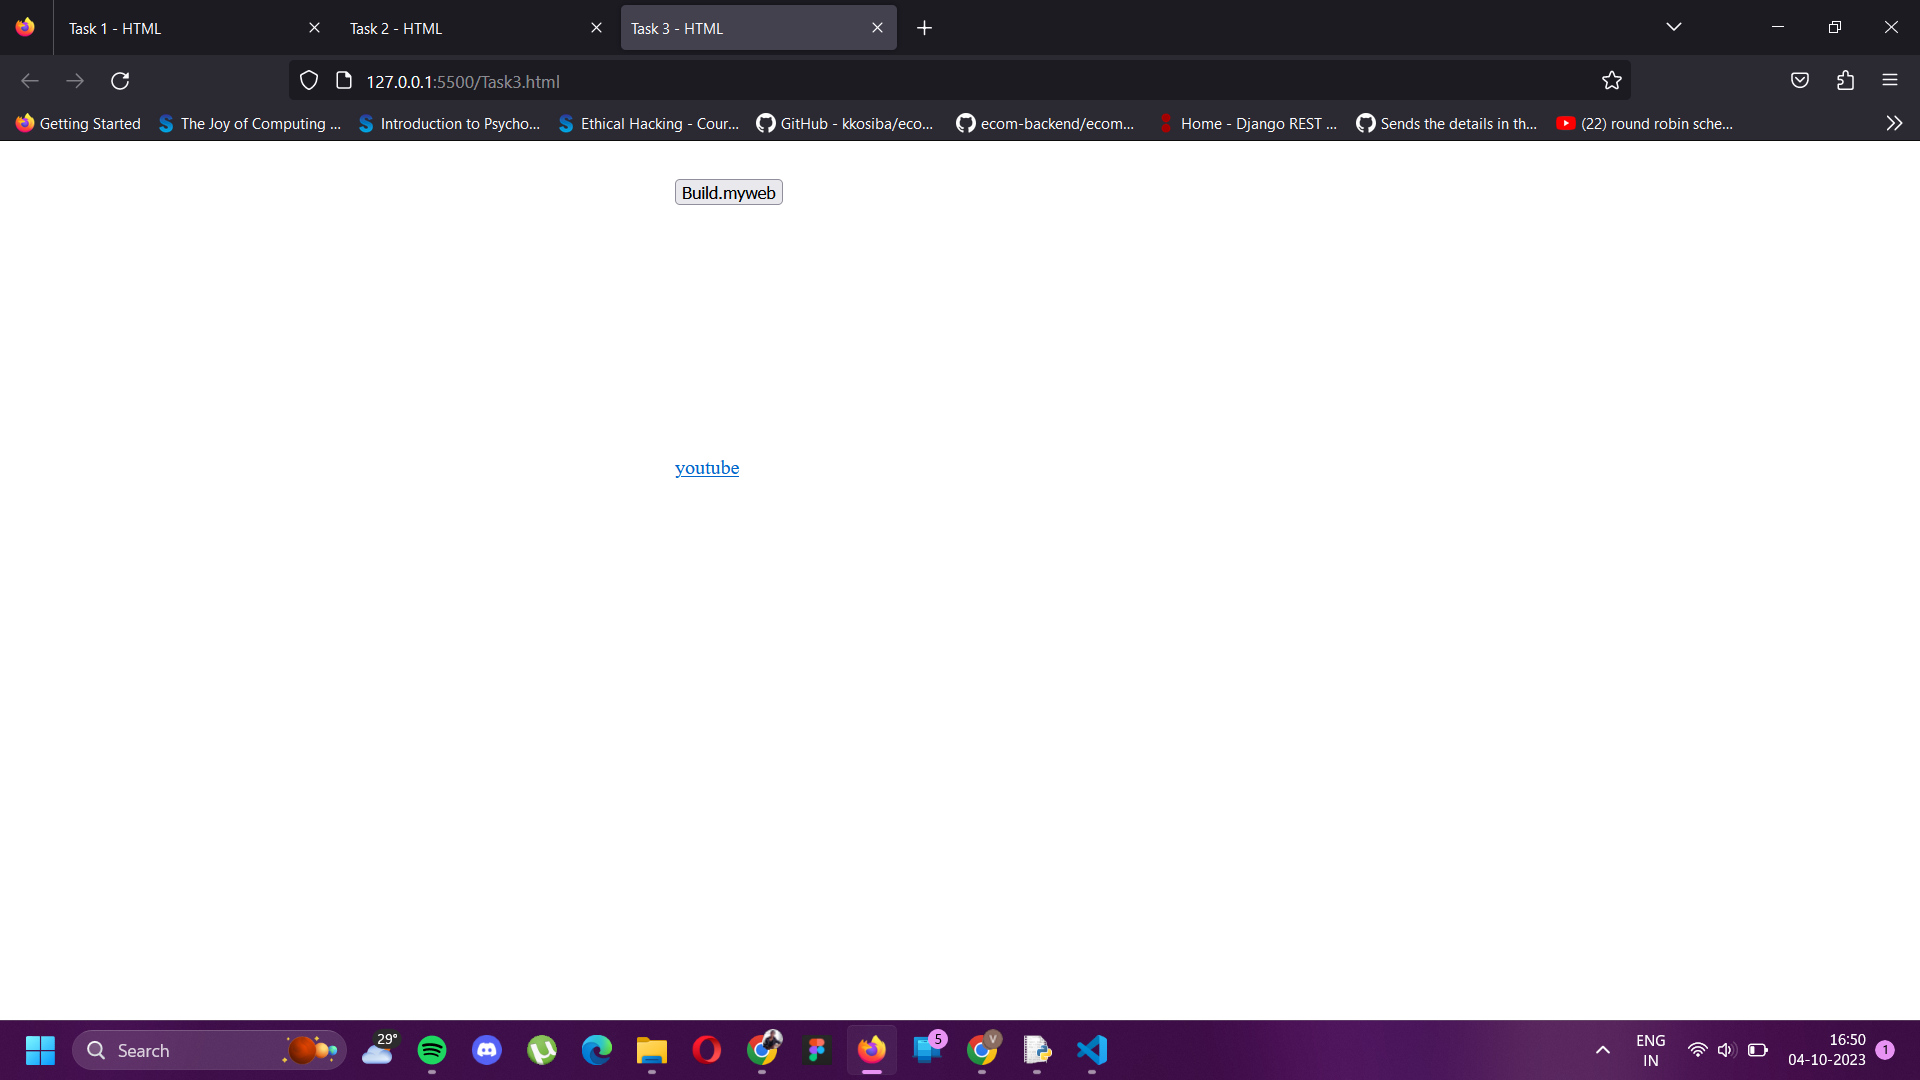 Task 1 - HTML
Task 2 - HTML
Task 3 - HTML
127.0.0.1:5500/Task3.html
Getting Started
The Joy of Computing ...
Introduction to Psycho...
Ethical Hacking - Cour...
GitHub - kkosiba/eco...
ecom-backend/ecom...
Home - Django REST ...
Sends the details in th...
(22) round robin sche...
Build.myweb
youtube
Search
29°
5
V
ENG
IN
16:50
04-10-2023
1